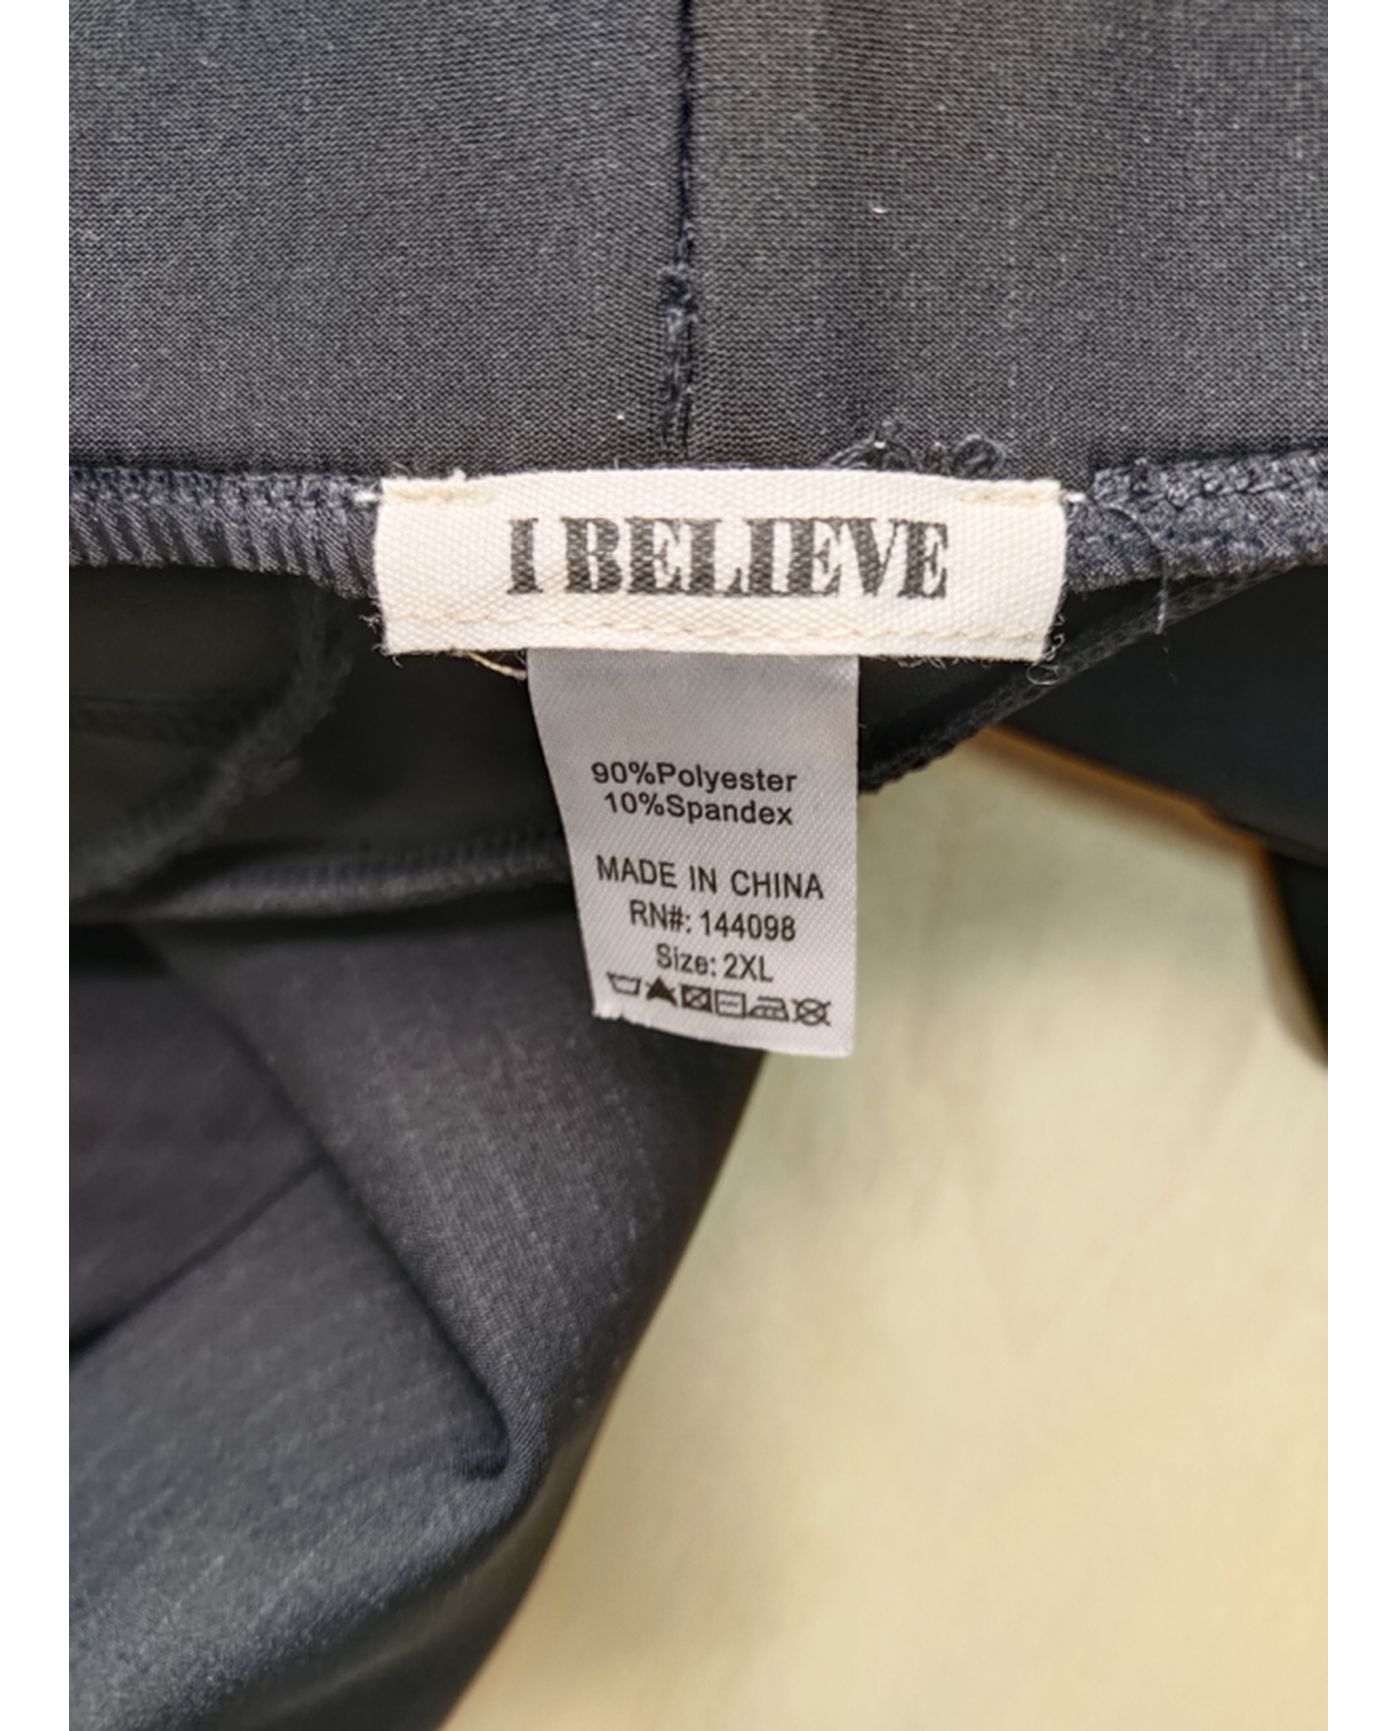 I BELIEVE
90%Polyester
10%Spandex
MADE IN CHINA
RN#: 144098
Size: 2XL